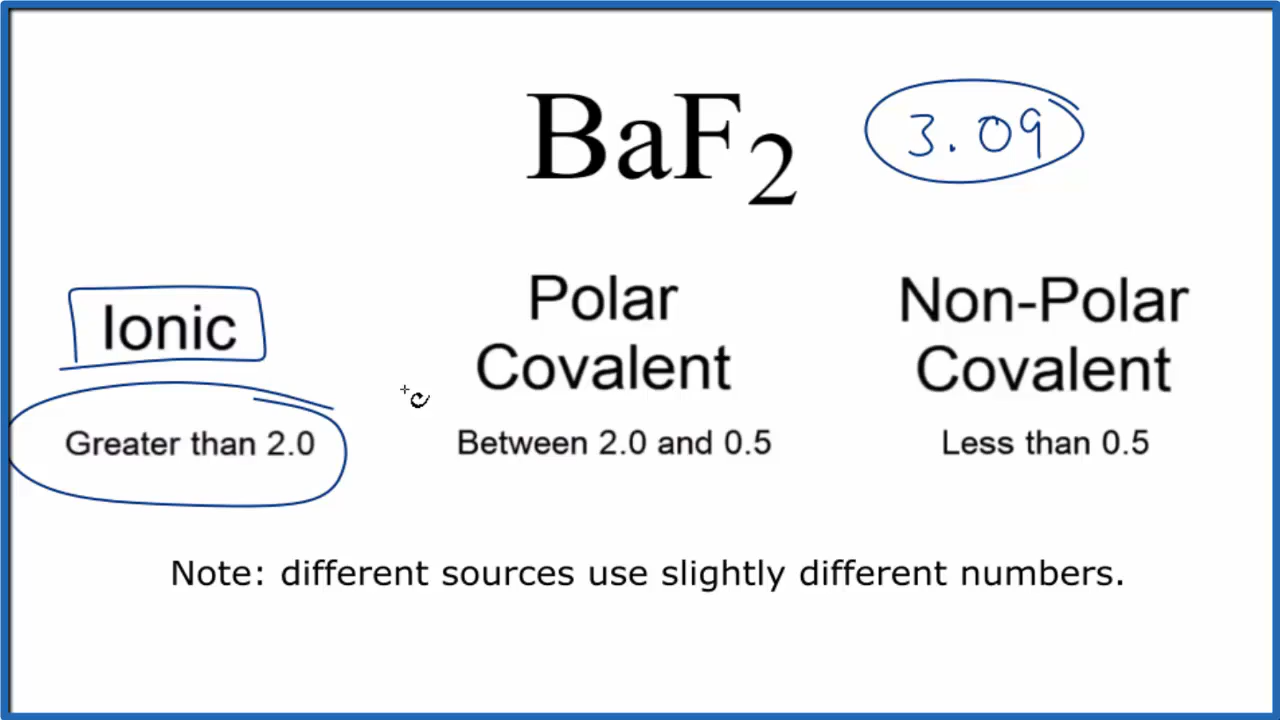 BaF2 3.09
Ionic
Polar
Covalent
Non-Polar
Covalent
Greater than 2.0
Between 2.0 and 0.5
Less than 0.5
Note: different sources use slightly different numbers.